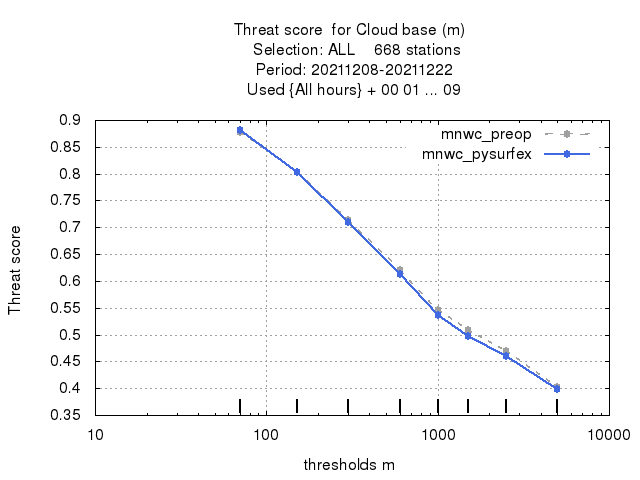 Threat score  for Cloud base (m)
Selection: ALL    668 stations
Period: 20211208-20211222
Used {All hours} + 00 01 ... 09
mnwc_preop
mnwc_pysurfex
Threat score
0.9
0.85
0.8
0.75
0.7
0.65
0.6
0.55
0.5
0.45
0.4
0.35
10
100
1000
10000
thresholds m